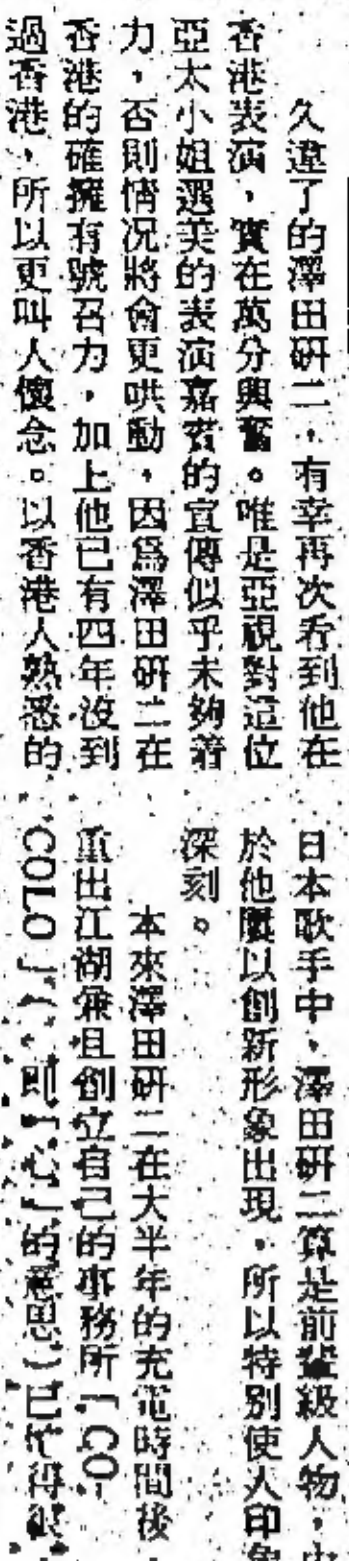 久違了的澤田研二，有幸再次看到他在
香港表演，實在萬分興奮。唯是亞視對這位
亞太小姐選美的表演嘉賓的宣傳似乎未夠着
力，否則情況將會更哄動，因爲澤田研二在
香港的確擁有號召力，加上他已有四年沒到
過香港，所以更叫人懷念。以香港人熟悉的
日本歌手中，澤田研二算是前輩級人物，由
於他屢以創新形象出現，所以特別使人印象
深刻。
本來澤田研二在大半年的充電時間後
重出江湖兼且創立自己的事務所「CO‧
COLO」（則「心」的意思）已忙得很